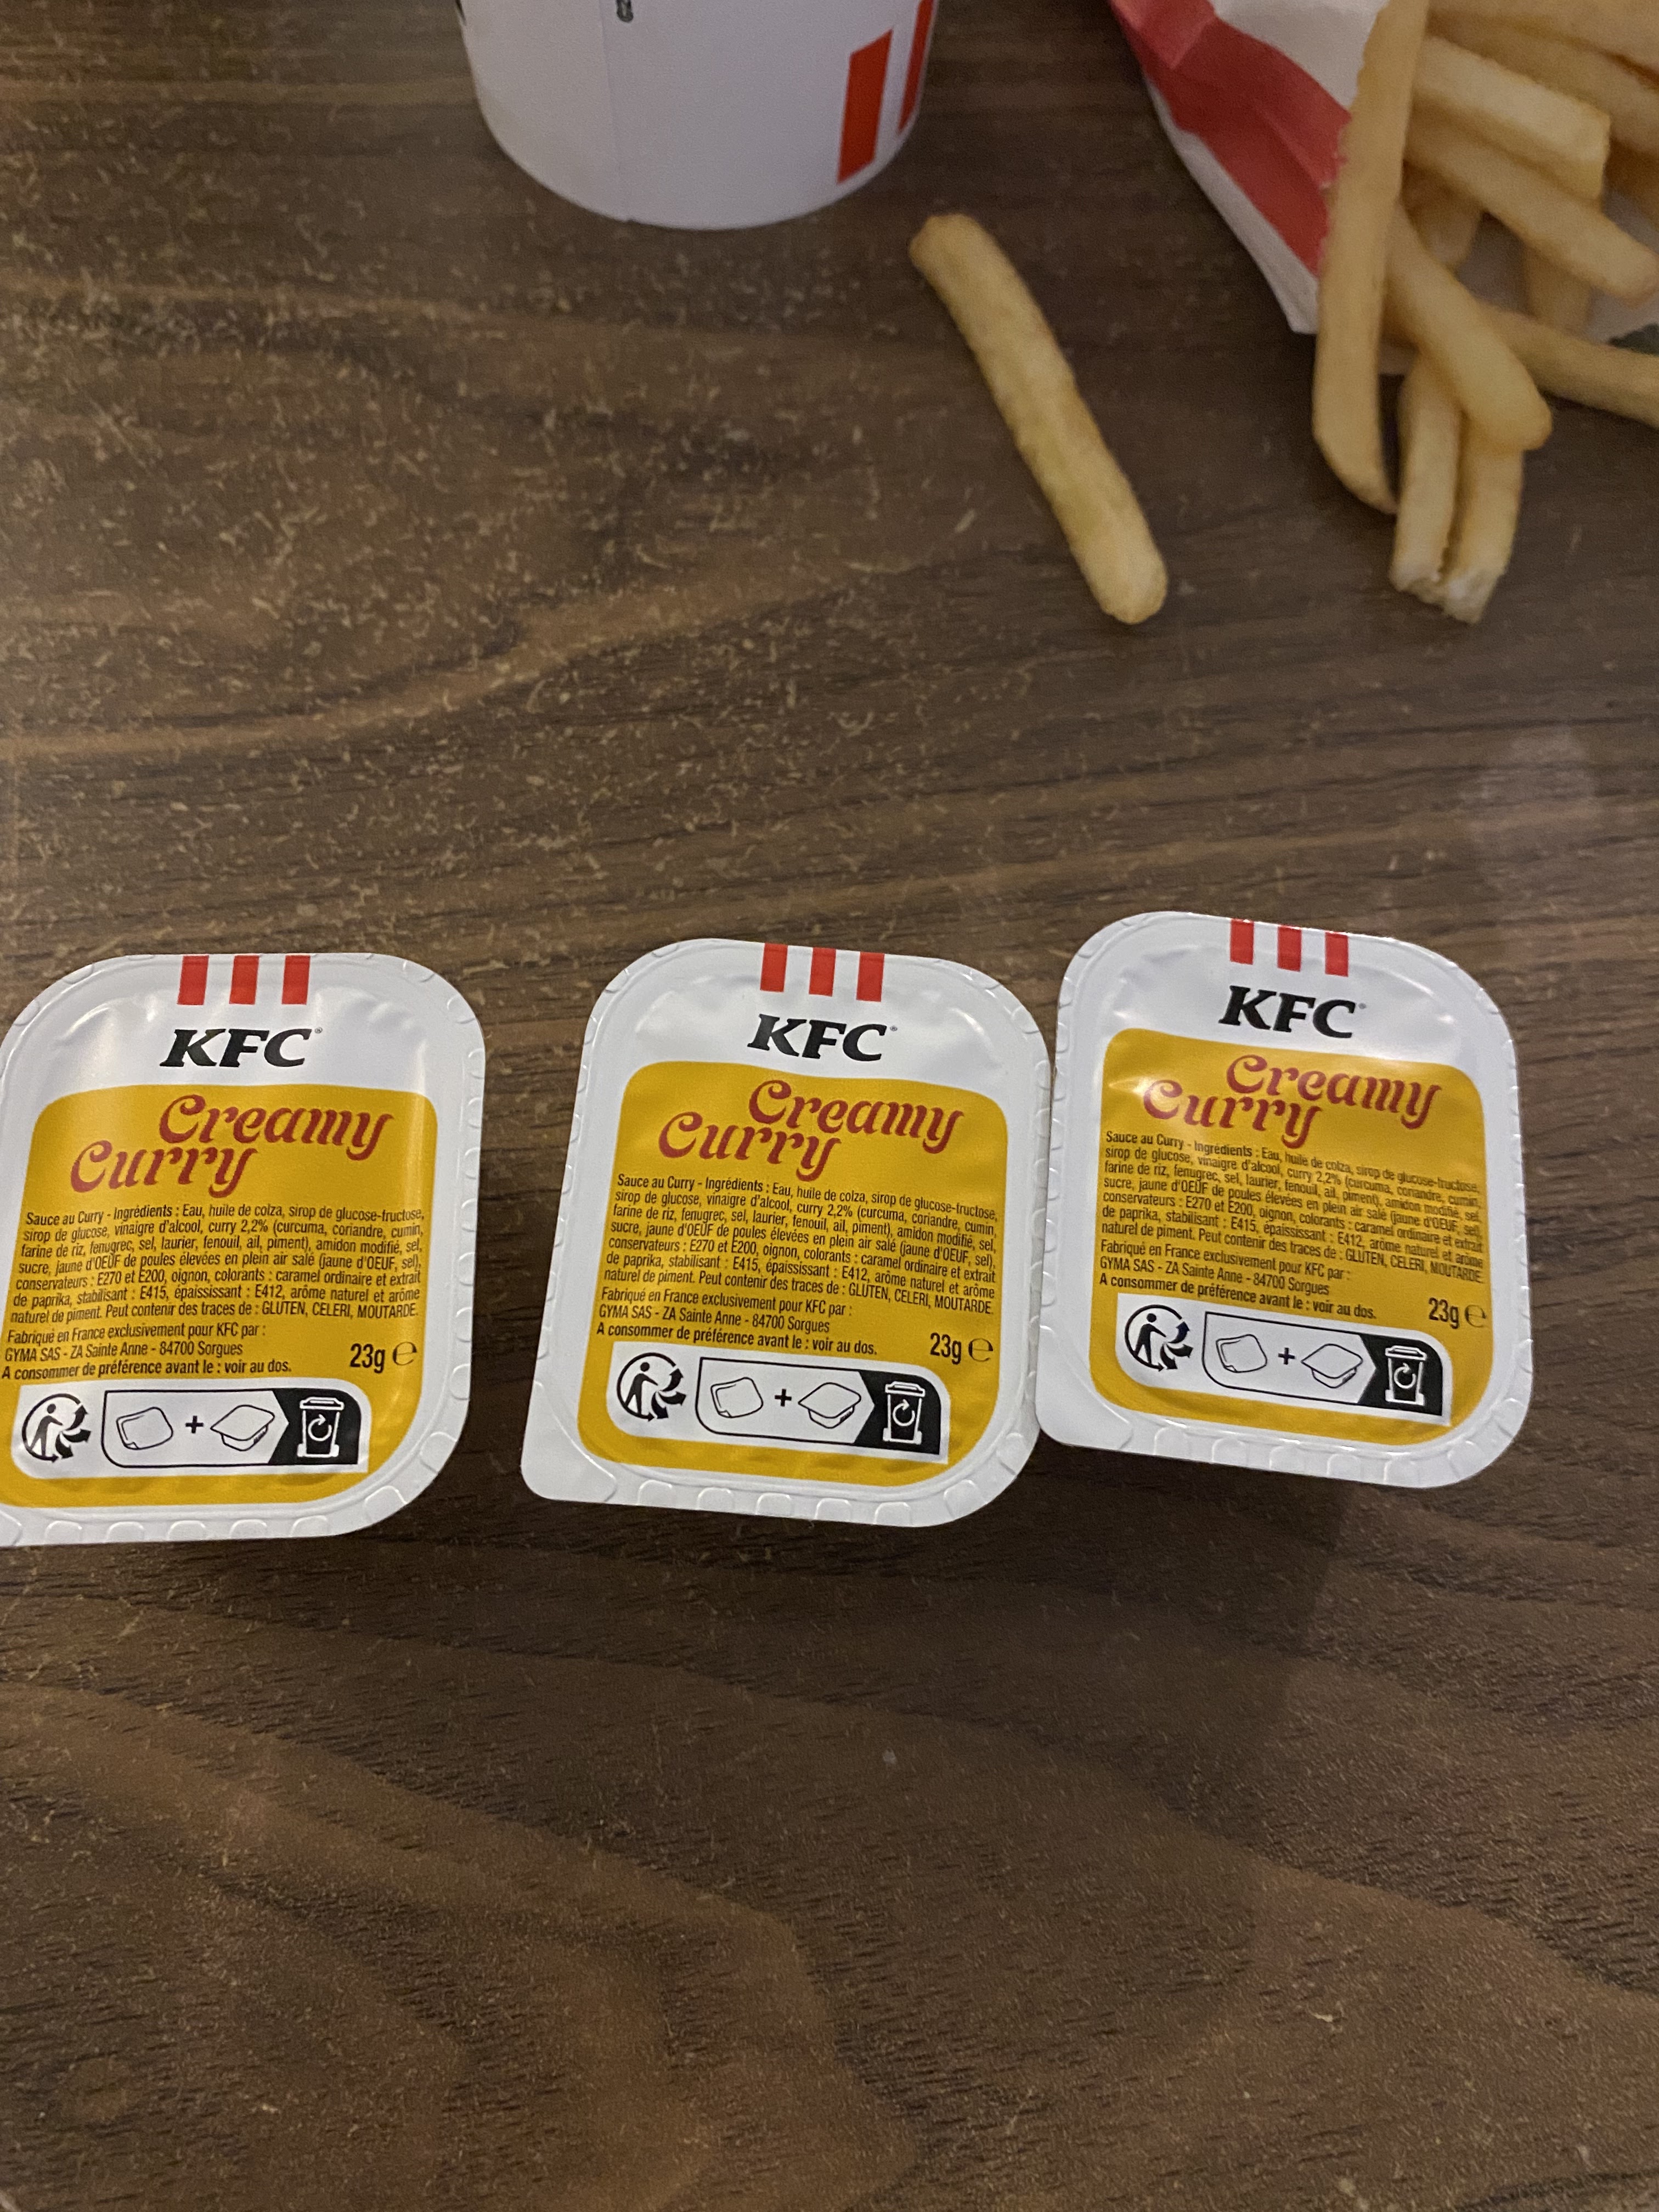 KFC
Creamy
Curry
Sauce au Curry - Ingrédients : Eau, huile de colza, sirop de glucose-fructose,
sirop de glucose, vinaigre d'alcool, curry 2,2% (curcuma, coriandre, cumin,
farine de riz, fenugrec, sel, laurier, fenouil, ail, piment), amidon modifié, sel,
sucre, jaune d'OEUF de poules élevées en plein air salé (jaune d'OEUF, sel),
conservateurs : E270 et E200, oignon, colorants : caramel ordinaire et extrait
de paprika, stabilisant : E415, épaississant : E412, arôme naturel et arôme
naturel de piment. Peut contenir des traces de : GLUTEN, CELERI, MOUTARDE.
Fabriqué en France exclusivement pour KFC par :
GYMA SAS - ZA Sainte Anne - 84700 Sorgues
A consommer de préférence avant le : voir au dos.
23g ℮
KFC
Creamy
Curry
Sauce au Curry - Ingrédients : Eau, huile de colza, sirop de glucose-fructose,
sirop de glucose, vinaigre d'alcool, curry 2,2% (curcuma, coriandre, cumin,
farine de riz, fenugrec, sel, laurier, fenouil, ail, piment), amidon modifié, sel,
sucre, jaune d'OEUF de poules élevées en plein air salé (jaune d'OEUF, sel),
conservateurs : E270 et E200, oignon, colorants : caramel ordinaire et extrait
de paprika, stabilisant : E415, épaississant : E412, arôme naturel et arôme
naturel de piment. Peut contenir des traces de : GLUTEN, CELERI, MOUTARDE.
Fabriqué en France exclusivement pour KFC par :
GYMA SAS - ZA Sainte Anne - 84700 Sorgues
A consommer de préférence avant le : voir au dos.
23g ℮
KFC
Creamy
Curry
Sauce au Curry - Ingrédients : Eau, huile de colza, sirop de glucose-fructose,
sirop de glucose, vinaigre d'alcool, curry 2,2% (curcuma, coriandre, cumin,
farine de riz, fenugrec, sel, laurier, fenouil, ail, piment), amidon modifié, sel,
sucre, jaune d'OEUF de poules élevées en plein air salé (jaune d'OEUF, sel),
conservateurs : E270 et E200, oignon, colorants : caramel ordinaire et extrait
de paprika, stabilisant : E415, épaississant : E412, arôme naturel et arôme
naturel de piment. Peut contenir des traces de : GLUTEN, CELERI, MOUTARDE.
Fabriqué en France exclusivement pour KFC par :
GYMA SAS - ZA Sainte Anne - 84700 Sorgues
A consommer de préférence avant le : voir au dos.
23g ℮